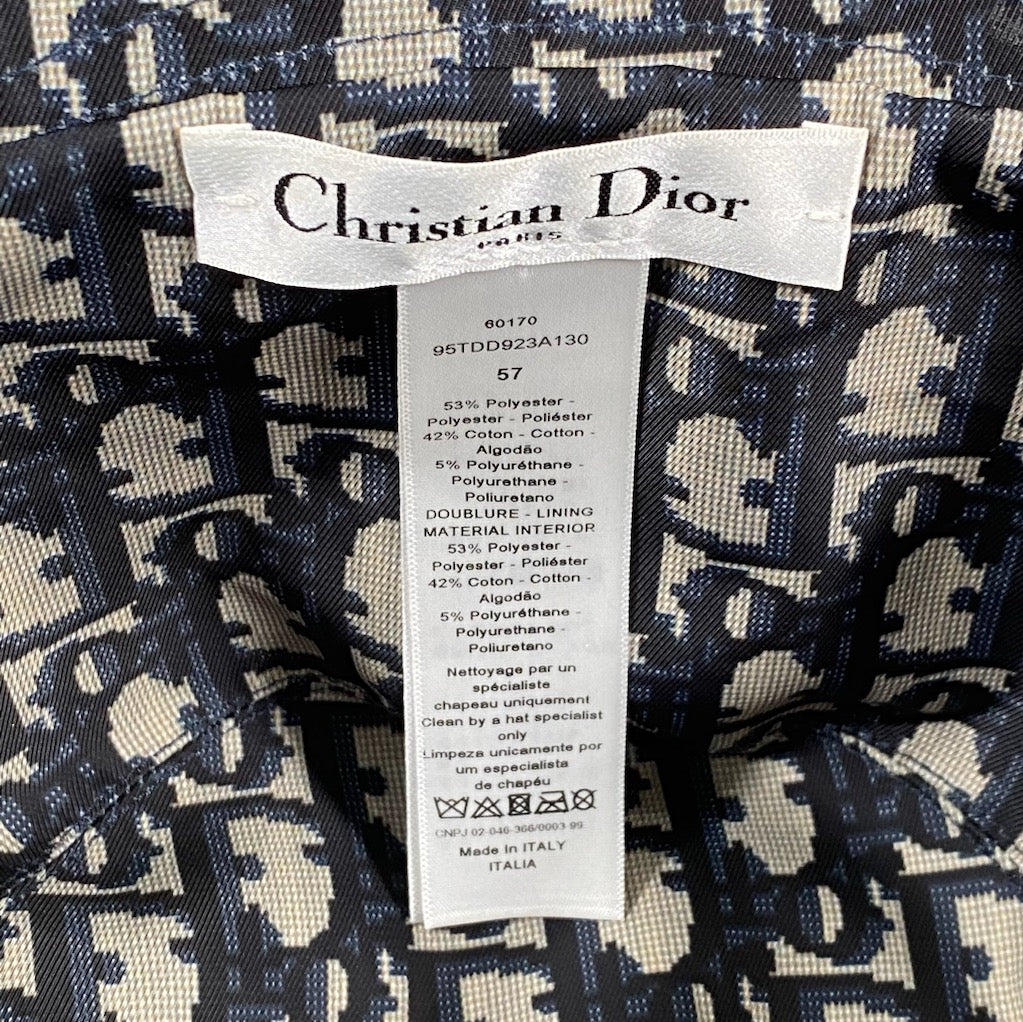 Christian Dior
PARIS
60170
95TDD923A130
57
53% Polyester -
Polyester - Poliéster
42% Coton - Cotton -
Algodão
5% Polyuréthane -
Polyurethane -
Poliuretano
DOUBLURE - LINING
MATERIAL INTERIOR
53% Polyester -
Polyester - Poliéster
42% Coton - Cotton -
Algodão
5% Polyuréthane -
Polyurethane -
Poliuretano
Nettoyage par un
spécialiste
chapeau uniquement
Clean by a hat specialist
only
Limpeza unicamente por
um especialista
de chapéu
CNPJ 02-046-366/0003-99
Made In ITALY
ITALIA